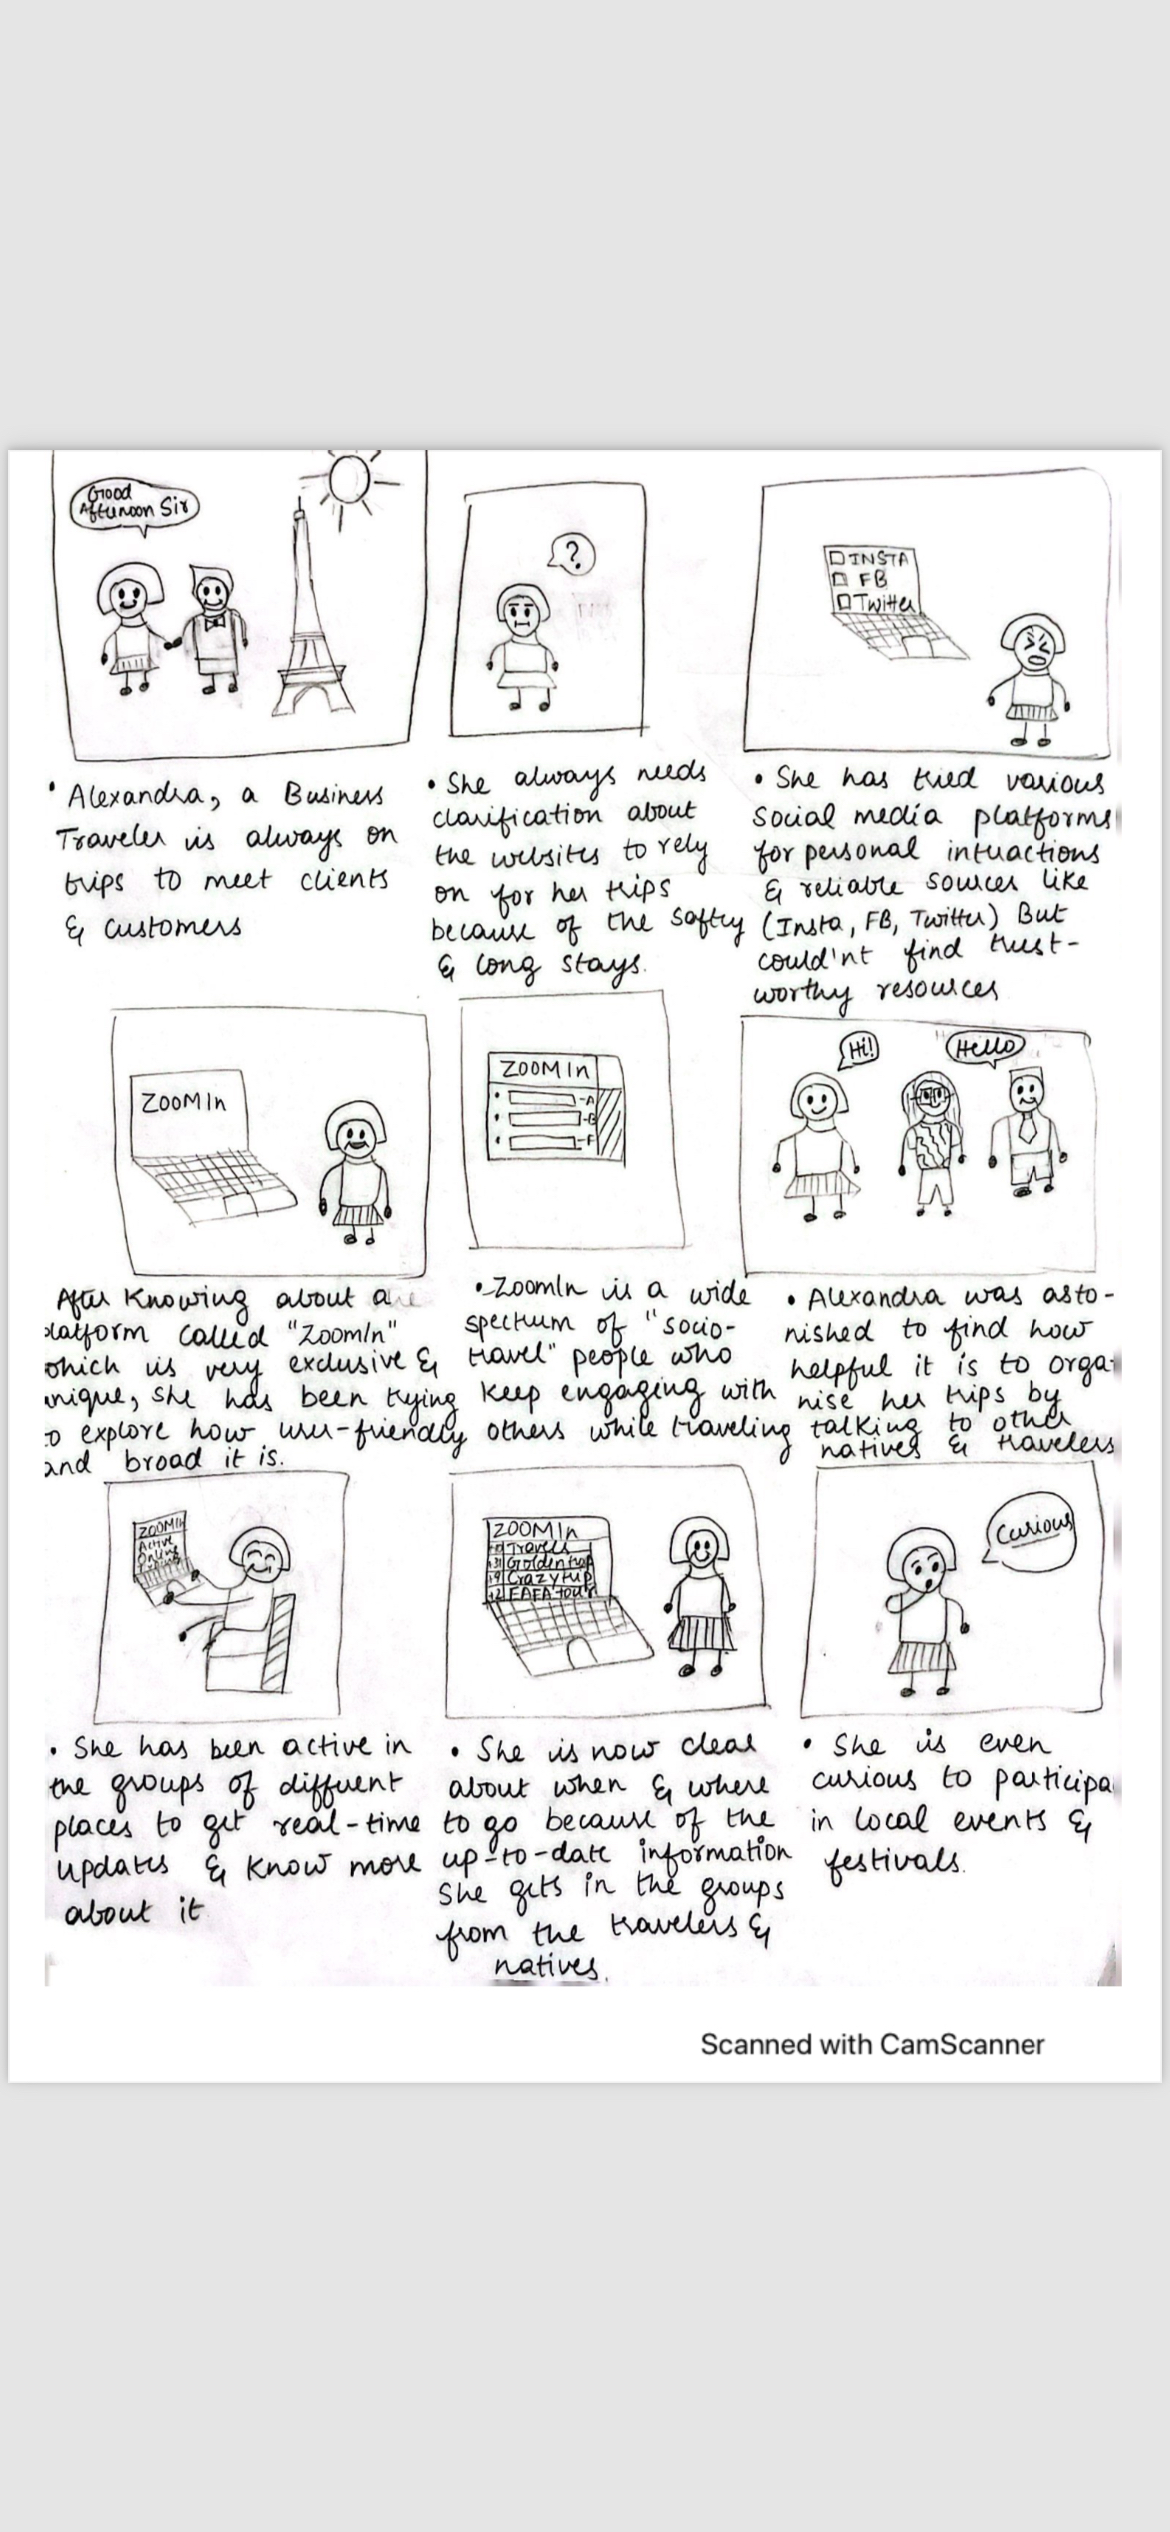 Good
Afternoon Sir
?
INSTA
FB
Twitter
• Alexandra, a Business
Traveler is always on
trips to meet clients
& customers
• She always needs
clarification about
the websites to rely
on for her trips
because of the safty
& long stays.
• She has tried various
Social media platforms
for personal interactions
& reliable sources like
(Insta, FB, Twitter) But
could'nt find trust-
worthy resources
ZOOMIn
ZOOMIn
-A
-B
-F
Hi!
Hello
After Knowing about a
platform called "ZoomIn"
which is very exclusive &
unique, she has been trying
to explore how user-friendly
and broad it is.
• ZoomIn is a wide
spectrum of "socio-
travel" people who
keep engaging with
others while traveling
• Alexandra was asto-
nished to find how
helpful it is to orga-
nise her trips by
talking to other
natives & travelers
ZOOMIn
Active
Online
ZOOMIn
Travels
Golden trip
Crazy trip
FAFA tour
Curious
• She has been active in
the groups of different
places to get real-time
updates & know more
about it
• She is now clear
about when & where
to go because of the
up-to-date information
She gets in the groups
from the travelers &
natives.
• She is even
curious to participa
in local events &
festivals.
Scanned with CamScanner